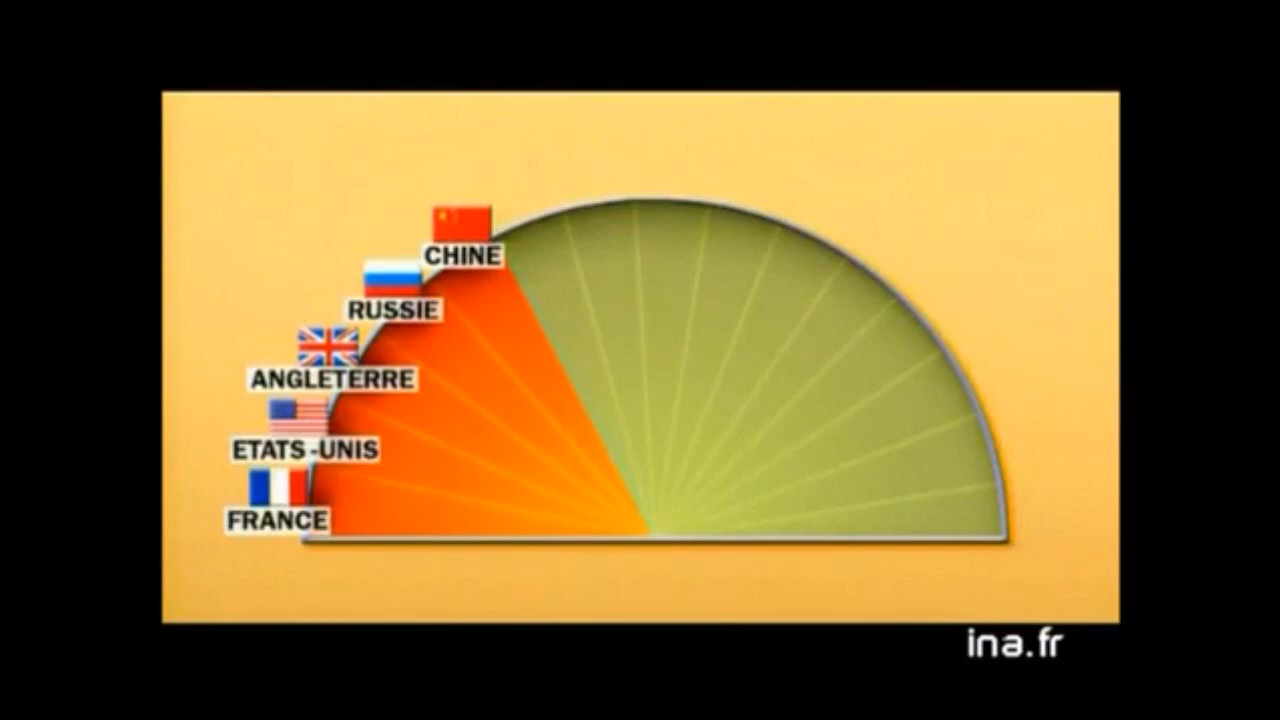 CHINE
RUSSIE
ANGLETERRE
ETATS-UNIS
FRANCE
ina.fr